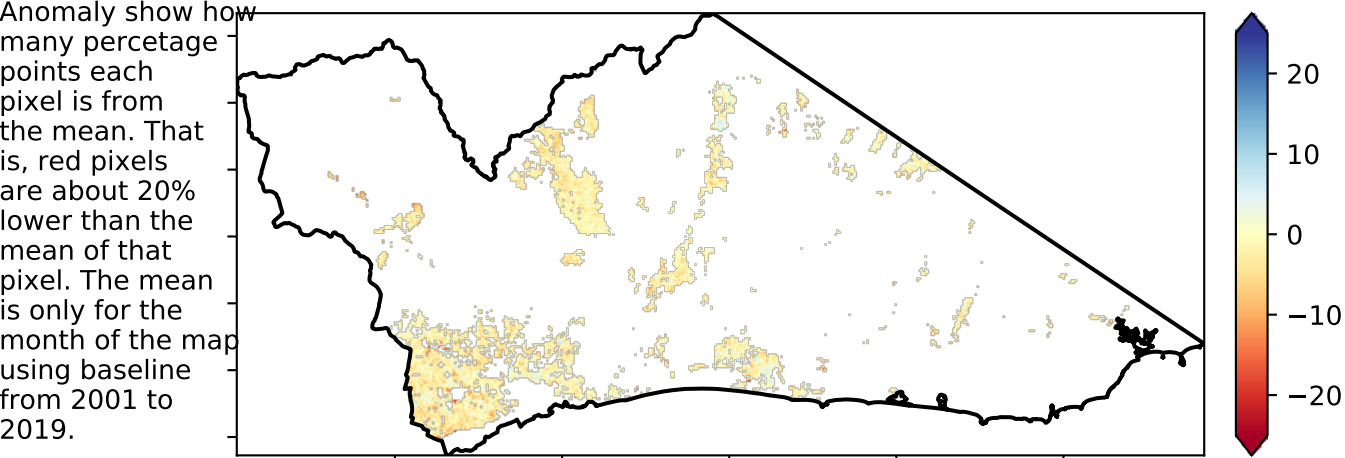 Anomaly show how
many percetage
points each
pixel is from
the mean. That
is, red pixels
are about 20%
lower than the
mean of that
pixel. The mean
is only for the
month of the map
using baseline
from 2001 to
2019.
20
10
0
−10
−20